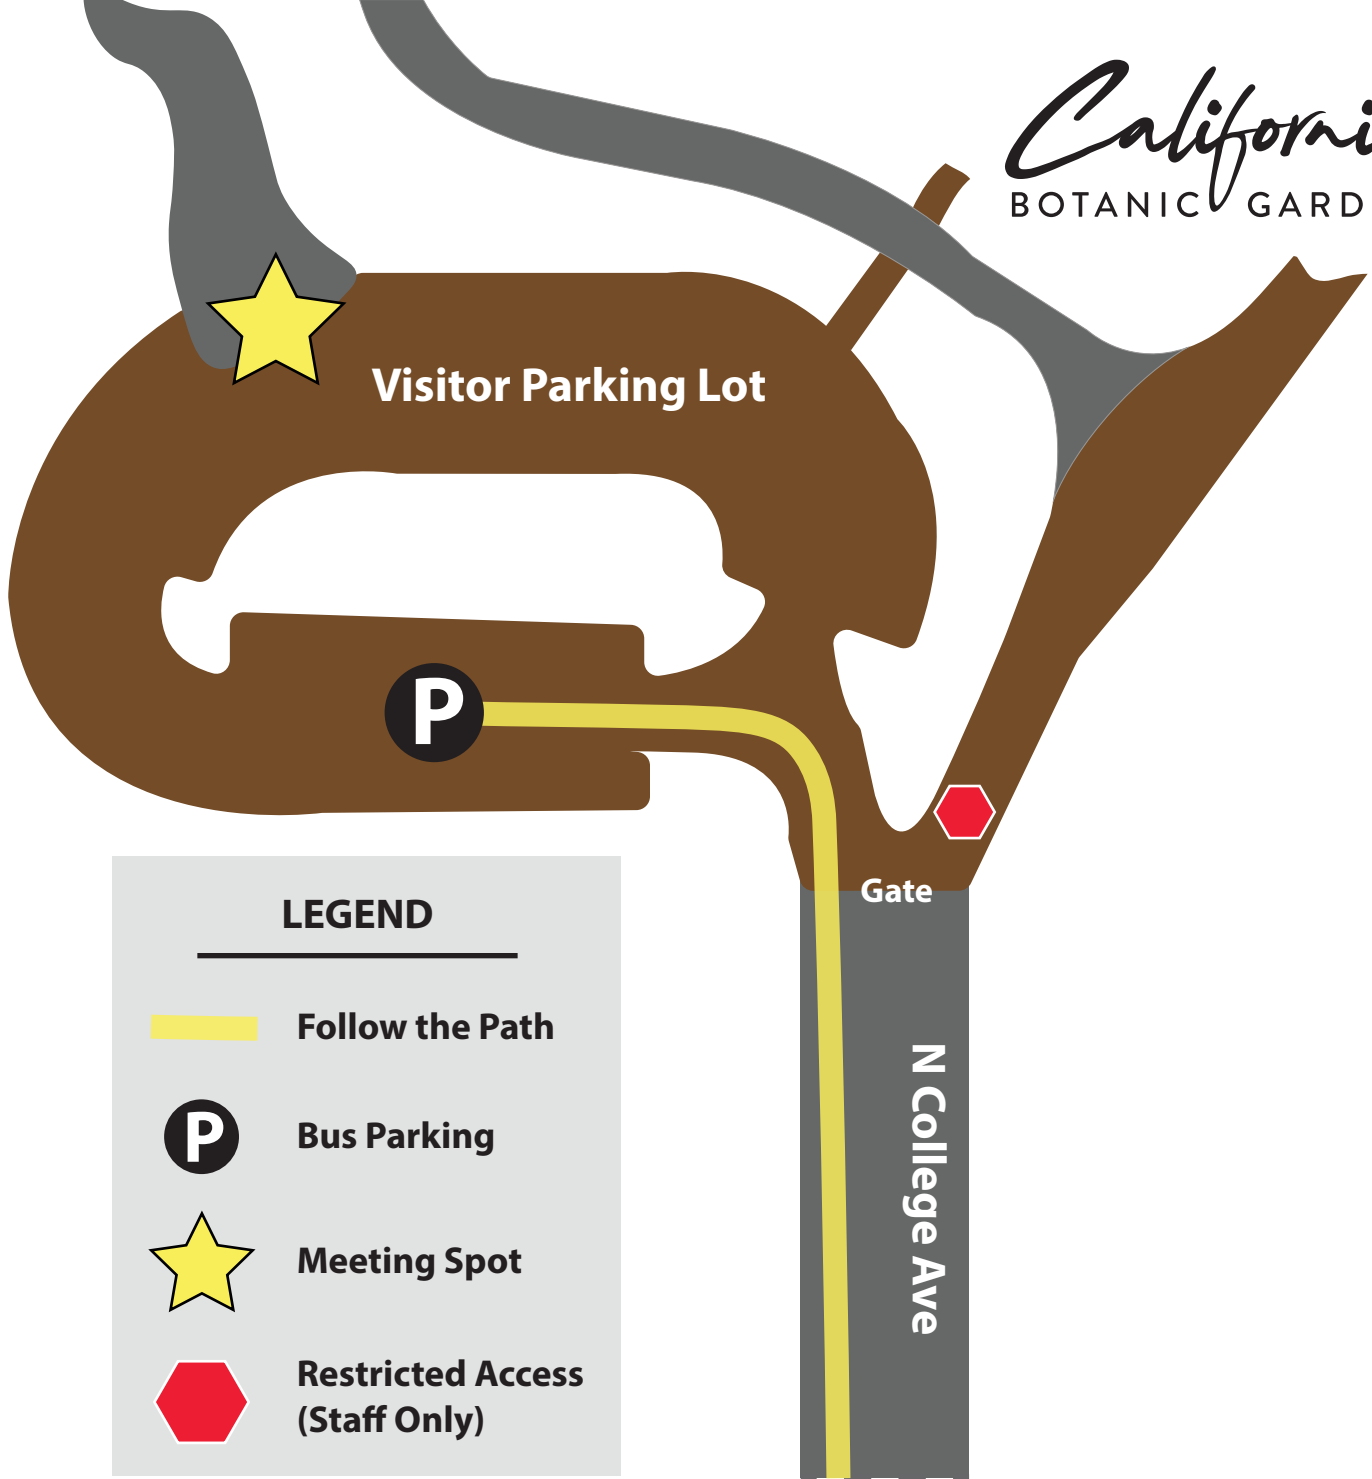 Californi
BOTANIC GARD
Visitor Parking Lot
P
Gate
N College Ave
LEGEND
Follow the Path
P
Bus Parking
Meeting Spot
Restricted Access
(Staff Only)